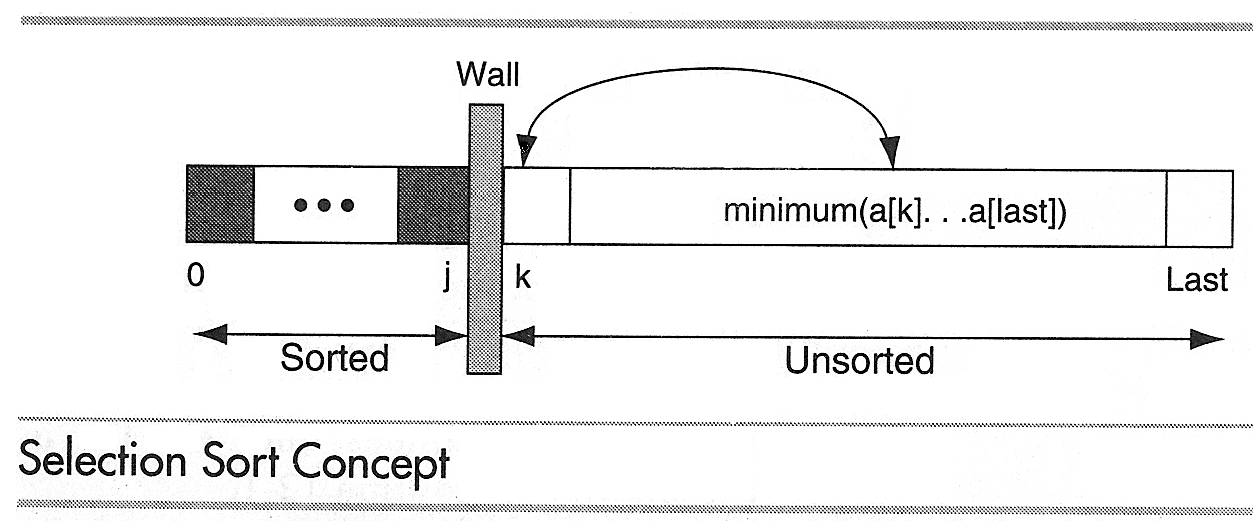 Wall
minimum(a[k]. . .a[last])
0 j k Last
Sorted Unsorted
Selection Sort Concept